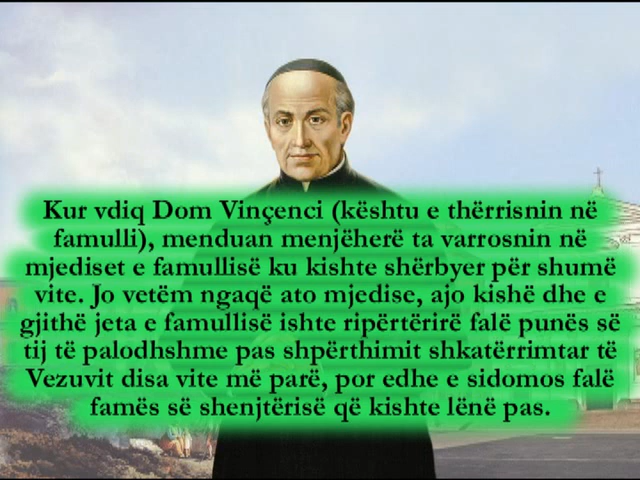 Kur vdiq Dom Vinçenci (kështu e thërrisnin në
famulli), menduan menjëherë ta varrosnin në
mjediset e famullisë ku kishte shërbyer për shumë
vite. Jo vetëm ngaqë ato mjedise, ajo kishë dhe e
gjithë jeta e famullisë ishte ripërtërirë falë punës së
tij të palodhshme pas shpërthimit shkatërrimtar të
Vezuvit disa vite më parë, por edhe e sidomos falë
famës së shenjtërisë që kishte lënë pas.